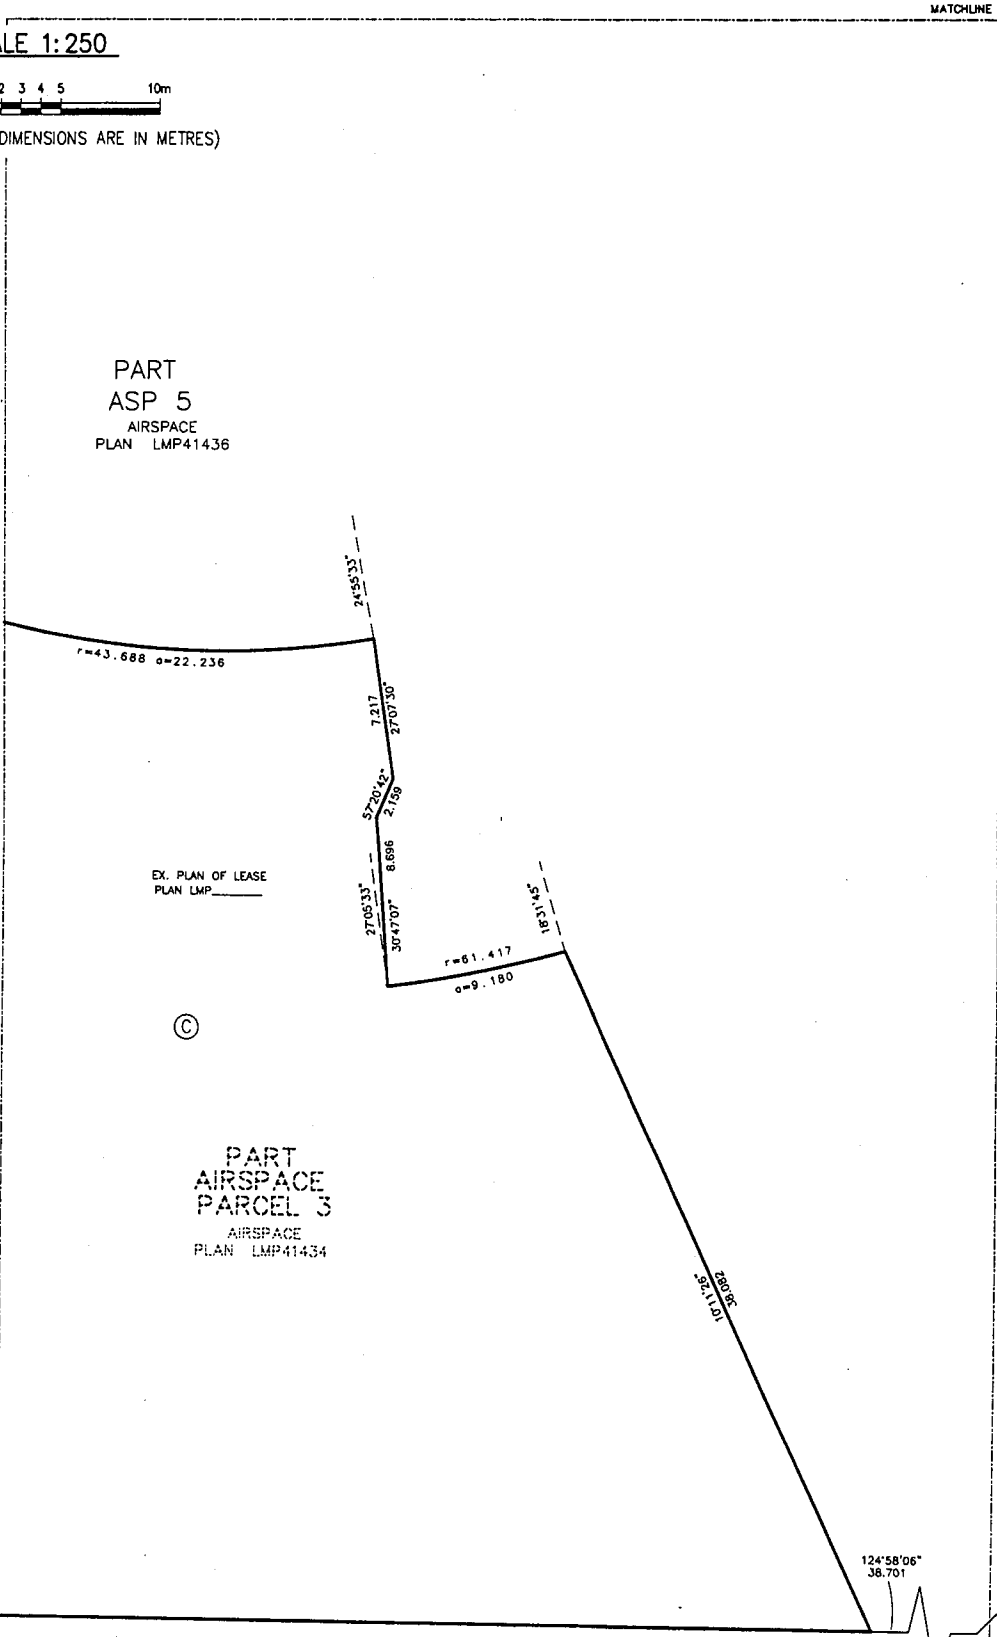 MATCHLINE
ALE 1:250
2 3 4 5 10m
DIMENSIONS ARE IN METRES)
PART
ASP 5
AIRSPACE
PLAN LMP41436
24°55'33"
r=43.688 a=22.236
7.217
27°07'30"
57°20'42"
2.159
8.696
EX. PLAN OF LEASE
PLAN LMP______
27°05'33"
30°47'07"
18°31'45"
r=61.417
a=9.180
C
PART
AIRSPACE
PARCEL 3
AIRSPACE
PLAN LMP41434
10°11'26"
38.082
124°58'06"
38.701